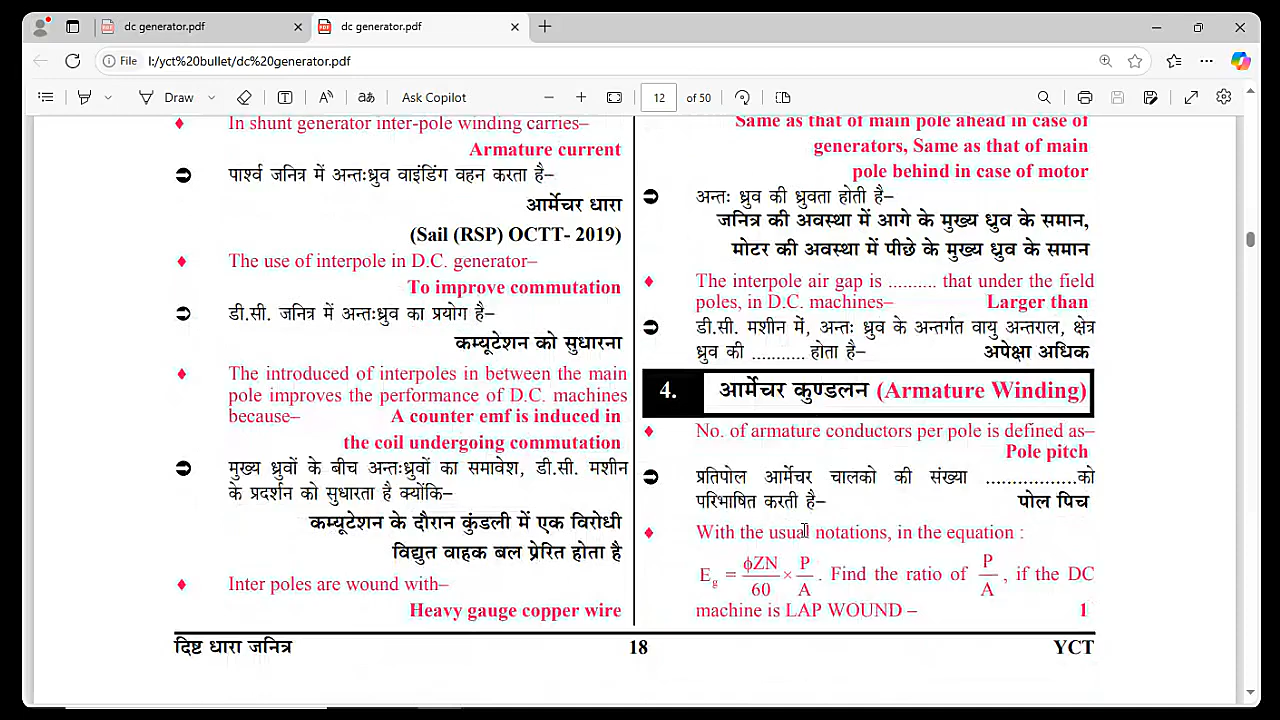 dc generator.pdf
dc generator.pdf
File
I:/yct%20bullet/dc%20generator.pdf
Draw
Ask Copilot
12 of 50
In shunt generator inter-pole winding carries–
Armature current
पार्श्व जनित्र में अन्तःध्रुव वाइंडिंग वहन करता है–
आर्मेचर धारा
(Sail (RSP) OCTT- 2019)
The use of interpole in D.C. generator–
To improve commutation
डी.सी. जनित्र में अन्तःध्रुव का प्रयोग है–
कम्यूटेशन को सुधारना
The introduced of interpoles in between the main
pole improves the performance of D.C. machines
because– A counter emf is induced in
the coil undergoing commutation
मुख्य ध्रुवों के बीच अन्तःध्रुवों का समावेश, डी.सी. मशीन
के प्रदर्शन को सुधारता है क्योंकि–
कम्यूटेशन के दौरान कुंडली में एक विरोधी
विद्युत वाहक बल प्रेरित होता है
Inter poles are wound with–
Heavy gauge copper wire
Same as that of main pole ahead in case of
generators, Same as that of main
pole behind in case of motor
अन्तः ध्रुव की ध्रुवता होती है–
जनित्र की अवस्था में आगे के मुख्य ध्रुव के समान,
मोटर की अवस्था में पीछे के मुख्य ध्रुव के समान
The interpole air gap is .......... that under the field
poles, in D.C. machines– Larger than
डी.सी. मशीन में, अन्तः ध्रुव के अन्तर्गत वायु अन्तराल, क्षेत्र
ध्रुव की ........... होता है– अपेक्षा अधिक
4. आर्मेचर कुण्डलन (Armature Winding)
No. of armature conductors per pole is defined as–
Pole pitch
प्रतिपोल आर्मेचर चालको की संख्या .................को
परिभाषित करती है– पोल पिच
With the usual notations, in the equation :
E_g = ϕZN/60 × P/A . Find the ratio of P/A , if the DC
machine is LAP WOUND – 1
दिष्ट धारा जनित्र 18 YCT